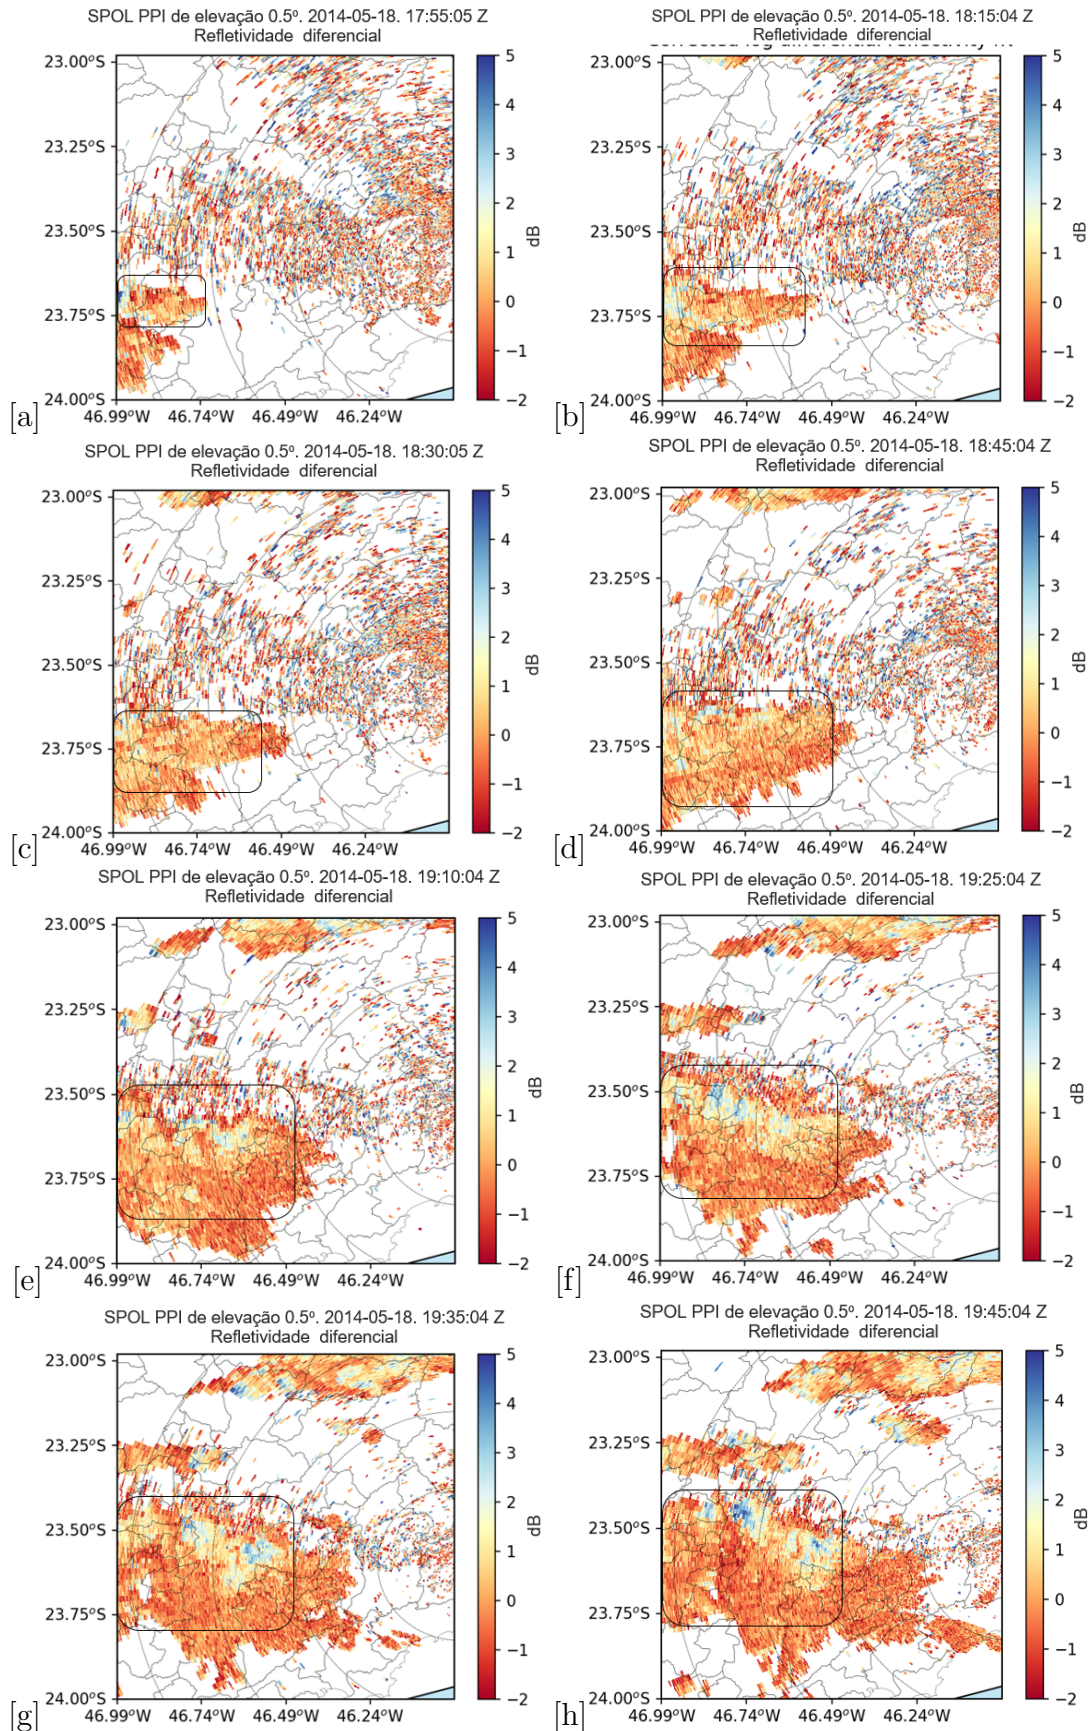 SPOL PPI de elevação 0.5º. 2014-05-18. 17:55:05 Z
Refletividade diferencial
23.00°S
23.25°S
23.50°S
23.75°S
24.00°S
46.99°W 46.74°W 46.49°W 46.24°W
5
4
3
2
1
0
−1
−2
dB
[a]
SPOL PPI de elevação 0.5º. 2014-05-18. 18:15:04 Z
Refletividade diferencial
23.00°S
23.25°S
23.50°S
23.75°S
24.00°S
46.99°W 46.74°W 46.49°W 46.24°W
5
4
3
2
1
0
−1
−2
dB
[b]
SPOL PPI de elevação 0.5º. 2014-05-18. 18:30:05 Z
Refletividade diferencial
23.00°S
23.25°S
23.50°S
23.75°S
24.00°S
46.99°W 46.74°W 46.49°W 46.24°W
5
4
3
2
1
0
−1
−2
dB
[c]
SPOL PPI de elevação 0.5º. 2014-05-18. 18:45:04 Z
Refletividade diferencial
23.00°S
23.25°S
23.50°S
23.75°S
24.00°S
46.99°W 46.74°W 46.49°W 46.24°W
5
4
3
2
1
0
−1
−2
dB
[d]
SPOL PPI de elevação 0.5º. 2014-05-18. 19:10:04 Z
Refletividade diferencial
23.00°S
23.25°S
23.50°S
23.75°S
24.00°S
46.99°W 46.74°W 46.49°W 46.24°W
5
4
3
2
1
0
−1
−2
dB
[e]
SPOL PPI de elevação 0.5º. 2014-05-18. 19:25:04 Z
Refletividade diferencial
23.00°S
23.25°S
23.50°S
23.75°S
24.00°S
46.99°W 46.74°W 46.49°W 46.24°W
5
4
3
2
1
0
−1
−2
dB
[f]
SPOL PPI de elevação 0.5º. 2014-05-18. 19:35:04 Z
Refletividade diferencial
23.00°S
23.25°S
23.50°S
23.75°S
24.00°S
46.99°W 46.74°W 46.49°W 46.24°W
5
4
3
2
1
0
−1
−2
dB
[g]
SPOL PPI de elevação 0.5º. 2014-05-18. 19:45:04 Z
Refletividade diferencial
23.00°S
23.25°S
23.50°S
23.75°S
24.00°S
46.99°W 46.74°W 46.49°W 46.24°W
5
4
3
2
1
0
−1
−2
dB
[h]